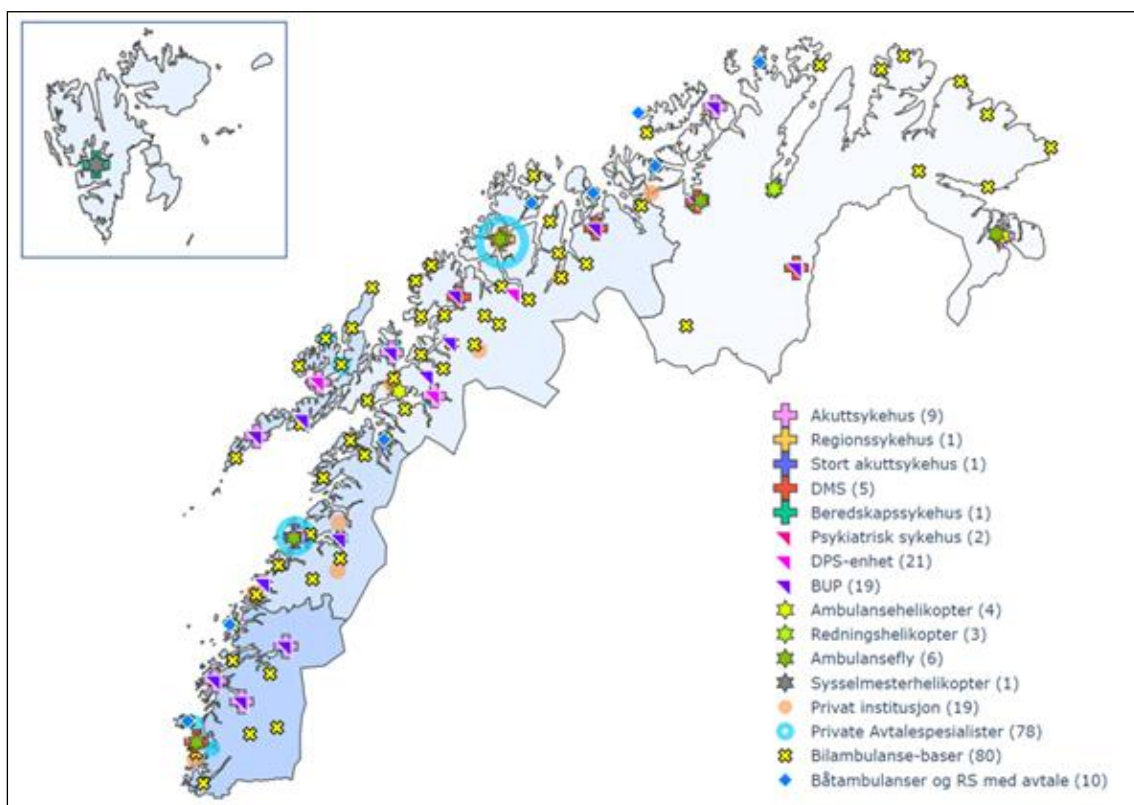 Akuttsykehus (9)
Regionssykehus (1)
Stort akuttsykehus (1)
DMS (5)
Beredskapssykehus (1)
Psykiatrisk sykehus (2)
DPS-enhet (21)
BUP (19)
Ambulansehelikopter (4)
Redningshelikopter (3)
Ambulansefly (6)
Sysselmesterhelikopter (1)
Privat institusjon (19)
Private Avtalespesialister (78)
Bilambulanse-baser (80)
Båtambulanser og RS med avtale (10)